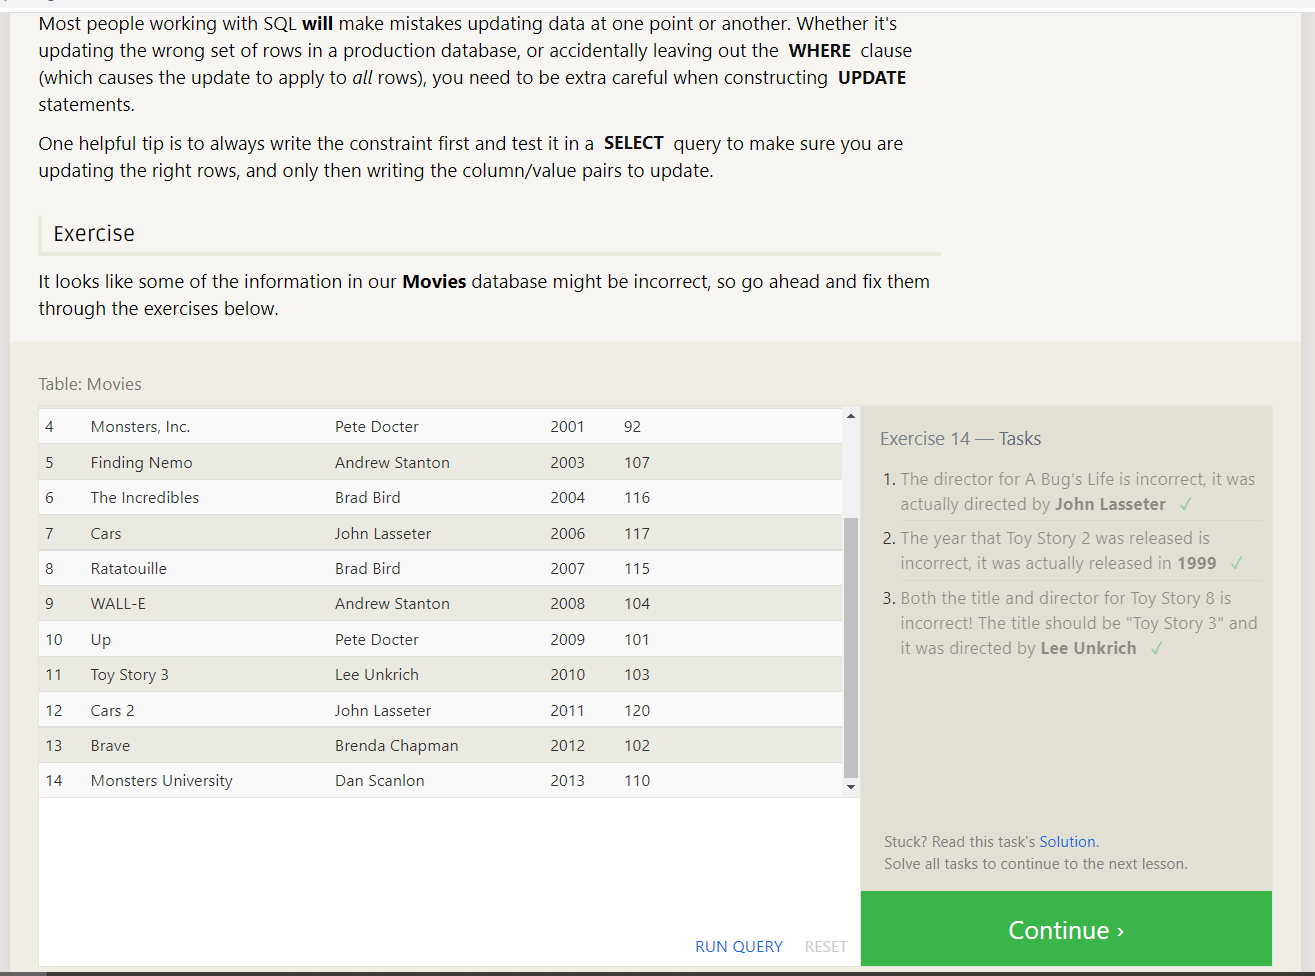 Most people working with SQL will make mistakes updating data at one point or another. Whether it's
updating the wrong set of rows in a production database, or accidentally leaving out the WHERE clause
(which causes the update to apply to all rows), you need to be extra careful when constructing UPDATE
statements.
One helpful tip is to always write the constraint first and test it in a SELECT query to make sure you are
updating the right rows, and only then writing the column/value pairs to update.
Exercise
It looks like some of the information in our Movies database might be incorrect, so go ahead and fix them
through the exercises below.
Table: Movies
4 Monsters, Inc. Pete Docter 2001 92
5 Finding Nemo Andrew Stanton 2003 107
6 The Incredibles Brad Bird 2004 116
7 Cars John Lasseter 2006 117
8 Ratatouille Brad Bird 2007 115
9 WALL-E Andrew Stanton 2008 104
10 Up Pete Docter 2009 101
11 Toy Story 3 Lee Unkrich 2010 103
12 Cars 2 John Lasseter 2011 120
13 Brave Brenda Chapman 2012 102
14 Monsters University Dan Scanlon 2013 110
RUN QUERY RESET
Exercise 14 — Tasks
1. The director for A Bug's Life is incorrect, it was
actually directed by John Lasseter ✓
2. The year that Toy Story 2 was released is
incorrect, it was actually released in 1999 ✓
3. Both the title and director for Toy Story 8 is
incorrect! The title should be "Toy Story 3" and
it was directed by Lee Unkrich ✓
Stuck? Read this task's Solution.
Solve all tasks to continue to the next lesson.
Continue ›